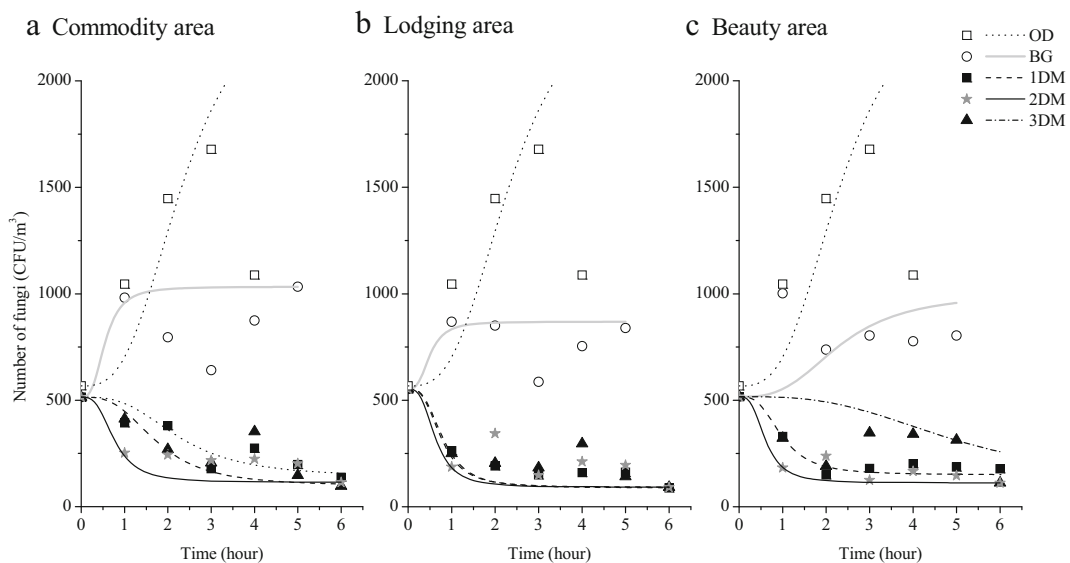 a Commodity area
b Lodging area
c Beauty area
OD
BG
1DM
2DM
3DM
Number of fungi (CFU/m³)
2000
1500
1000
500
0
0 1 2 3 4 5 6
Time (hour)
2000
1500
1000
500
0
0 1 2 3 4 5 6
Time (hour)
2000
1500
1000
500
0
0 1 2 3 4 5 6
Time (hour)